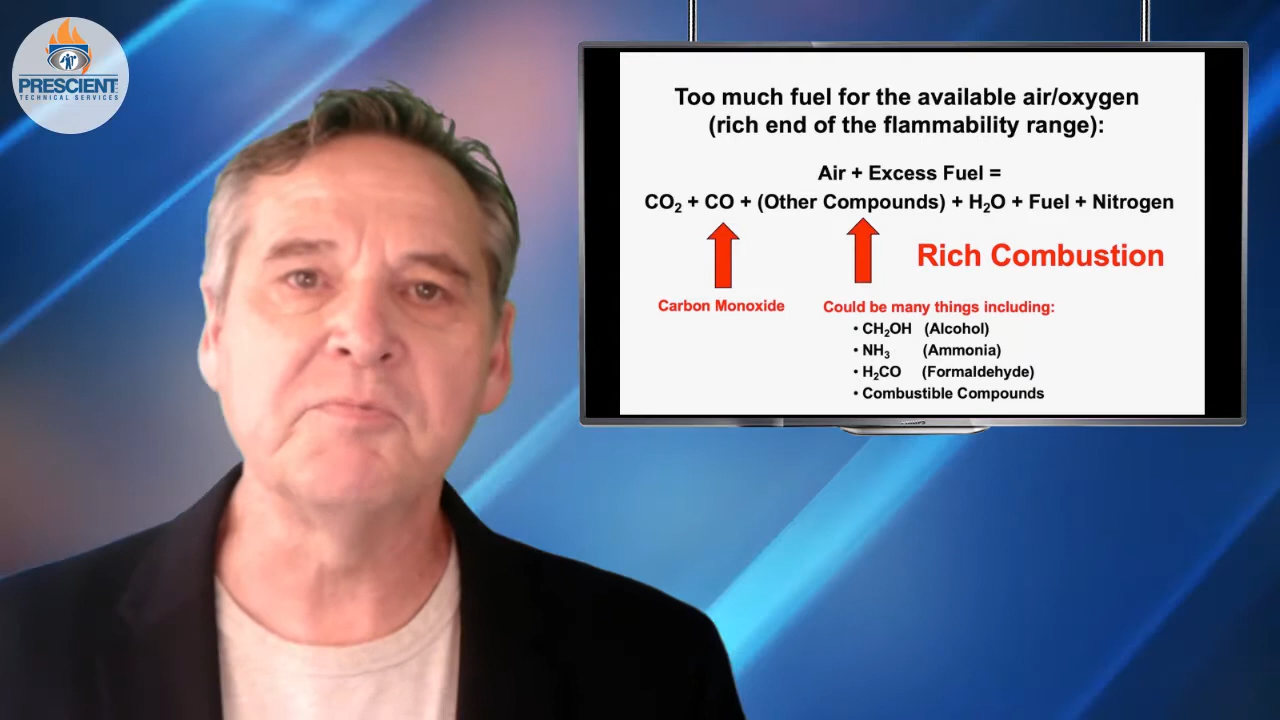 PRESCIENT
TECHNICAL SERVICES
Too much fuel for the available air/oxygen
(rich end of the flammability range):
Air + Excess Fuel =
CO₂ + CO + (Other Compounds) + H₂O + Fuel + Nitrogen
Rich Combustion
Carbon Monoxide
Could be many things including:
• CH₂OH (Alcohol)
• NH₃ (Ammonia)
• H₂CO (Formaldehyde)
• Combustible Compounds